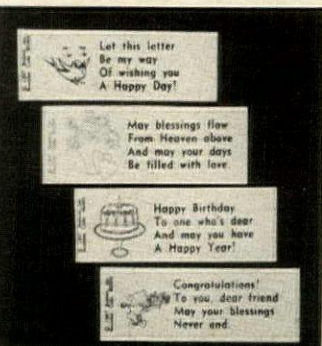 Let this letter
Be my way
Of wishing you
A Happy Day!
May blessings flow
From Heaven above
And may your days
Be filled with love.
Happy Birthday
To one who's dear
And may you have
A Happy Year!
Congratulations!
To you, dear friend
May your blessings
Never end.